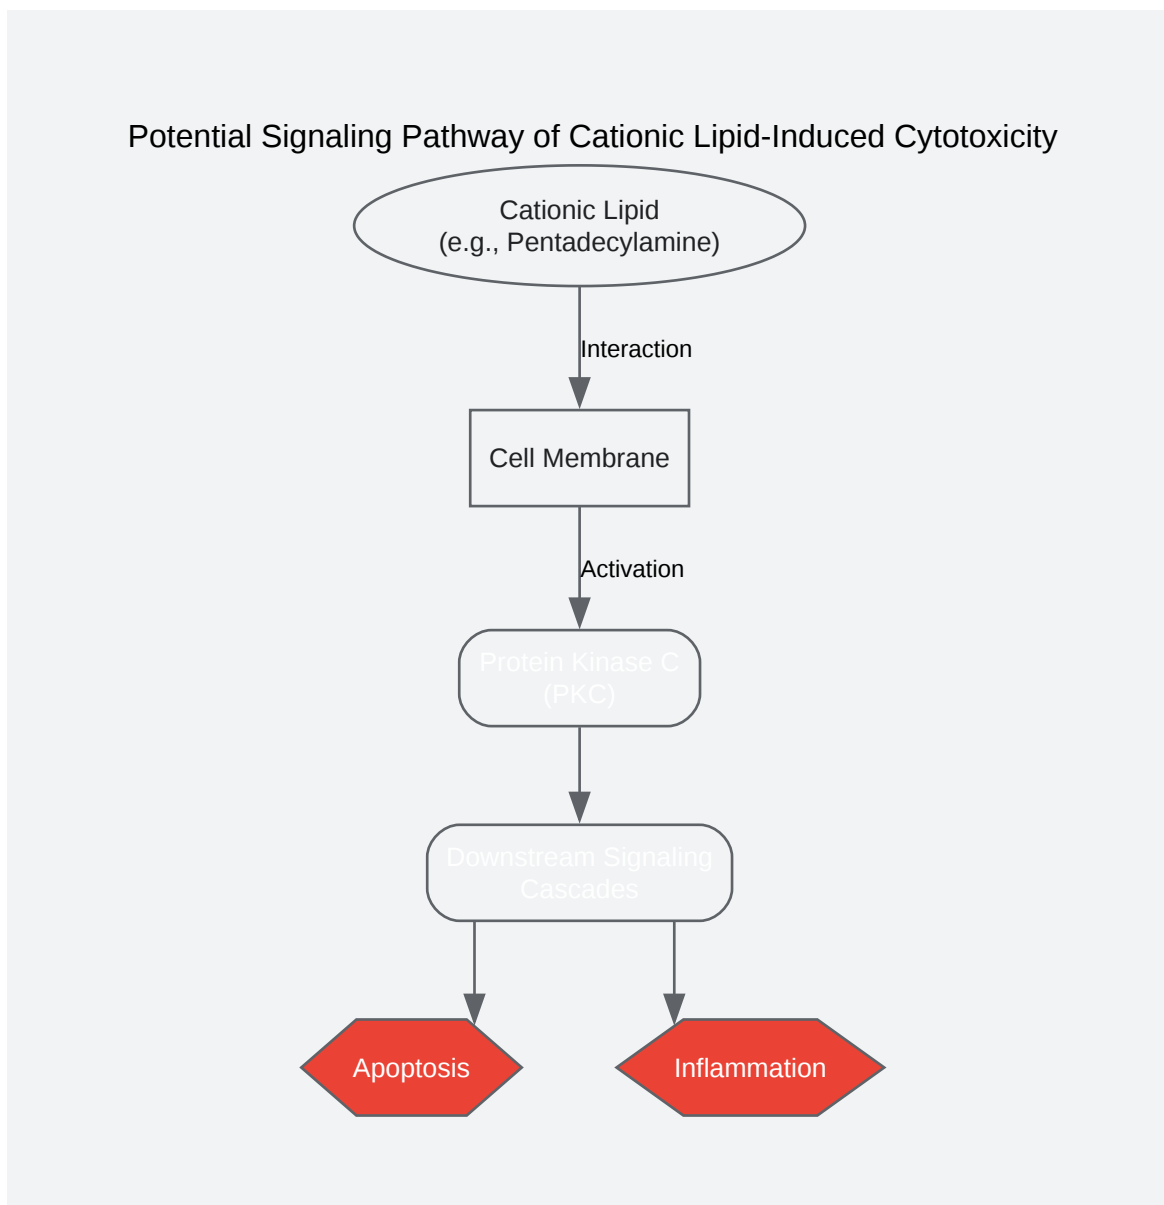 Potential Signaling Pathway of Cationic Lipid-Induced Cytotoxicity
Cationic Lipid
(e.g., Pentadecylamine)
Interaction
Cell Membrane
Activation
Protein Kinase C
(PKC)
Downstream Signaling
Cascades
Apoptosis
Inflammation